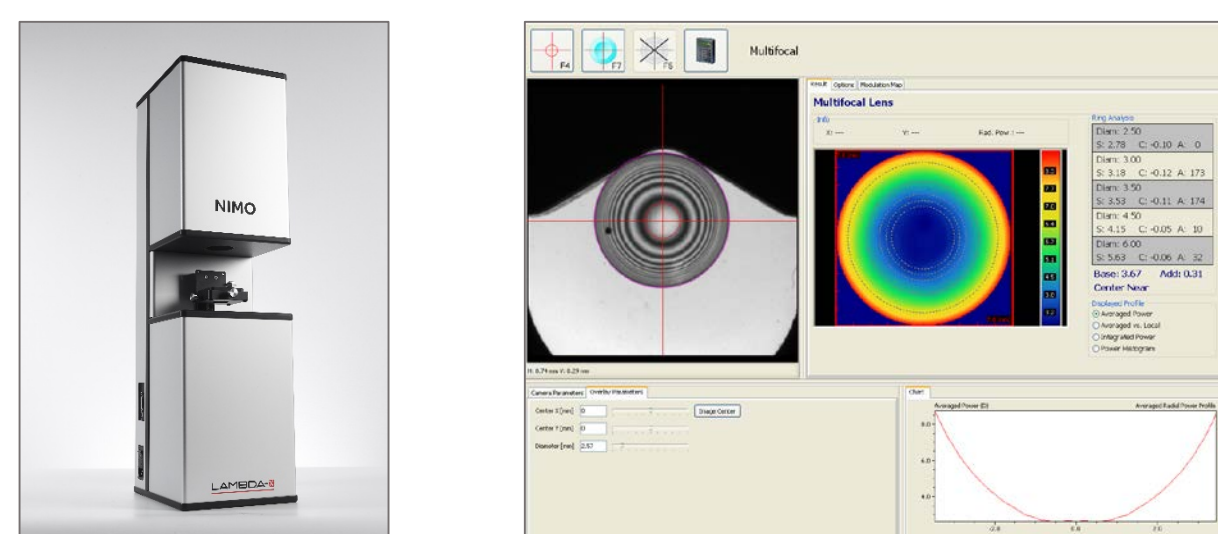 NIMO
LAMBDA-X
F4
F7
F6
Multifocal
Result Options Modulation Map
Multifocal Lens
Info
X: --- Y: --- Rad. Pow.: ---
Ring Analysis
Diam: 2.50
S: 2.78 C: -0.10 A: 0
Diam: 3.00
S: 3.18 C: -0.12 A: 173
Diam: 3.50
S: 3.53 C: -0.11 A: 174
Diam: 4.50
S: 4.15 C: -0.05 A: 10
Diam: 6.00
S: 5.63 C: -0.06 A: 32
Base: 3.67 Add: 0.31
Center Near
Displayed Profile
Averaged Power
Averaged vs. Local
Integrated Power
Power Histogram
Camera Parameters Overlay Parameters
Center X [mm] 0 Image Center
Center Y [mm] 0
Diameter [mm] 2.57
Chart
Averaged Power (D) Averaged Radial Power Profile
8.0
6.0
4.0
0.0